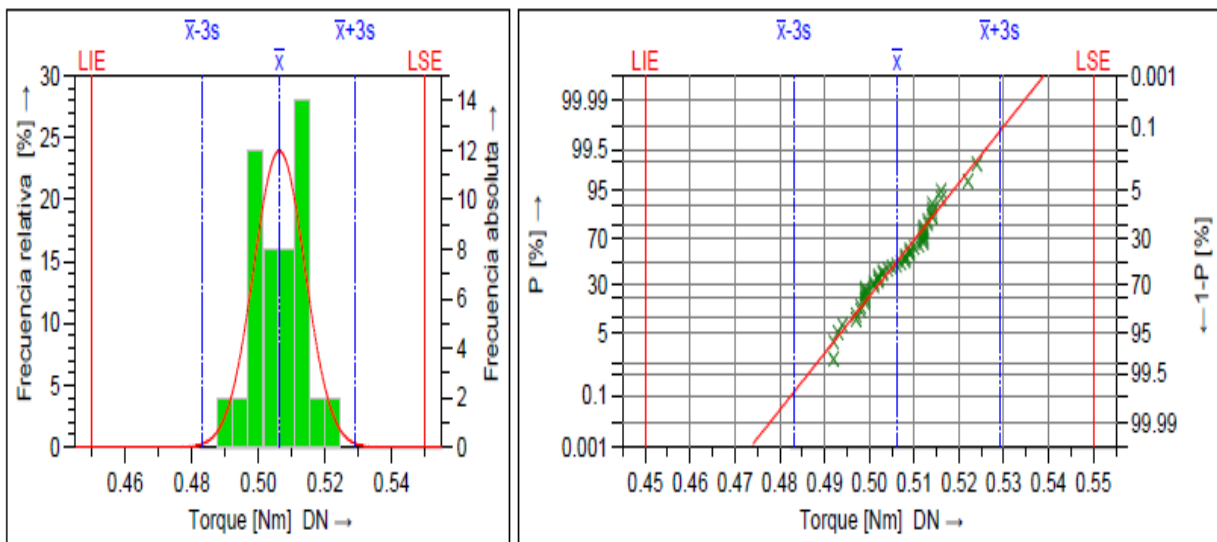 x̅-3s x̅+3s
LIE x̅ LSE
Frecuencia relativa [%] →
30
25
20
15
10
5
0
Frecuencia absoluta →
14
12
10
8
6
4
2
0
0.46 0.48 0.50 0.52 0.54
Torque [Nm] DN →
x̅-3s x̅+3s
LIE x̅ LSE
P [%] →
99.99
99.5
95
70
30
5
0.1
0.001
← 1-P [%]
0.001
0.1
5
30
70
95
99.5
99.99
0.45 0.46 0.47 0.48 0.49 0.50 0.51 0.52 0.53 0.54 0.55
Torque [Nm] DN →